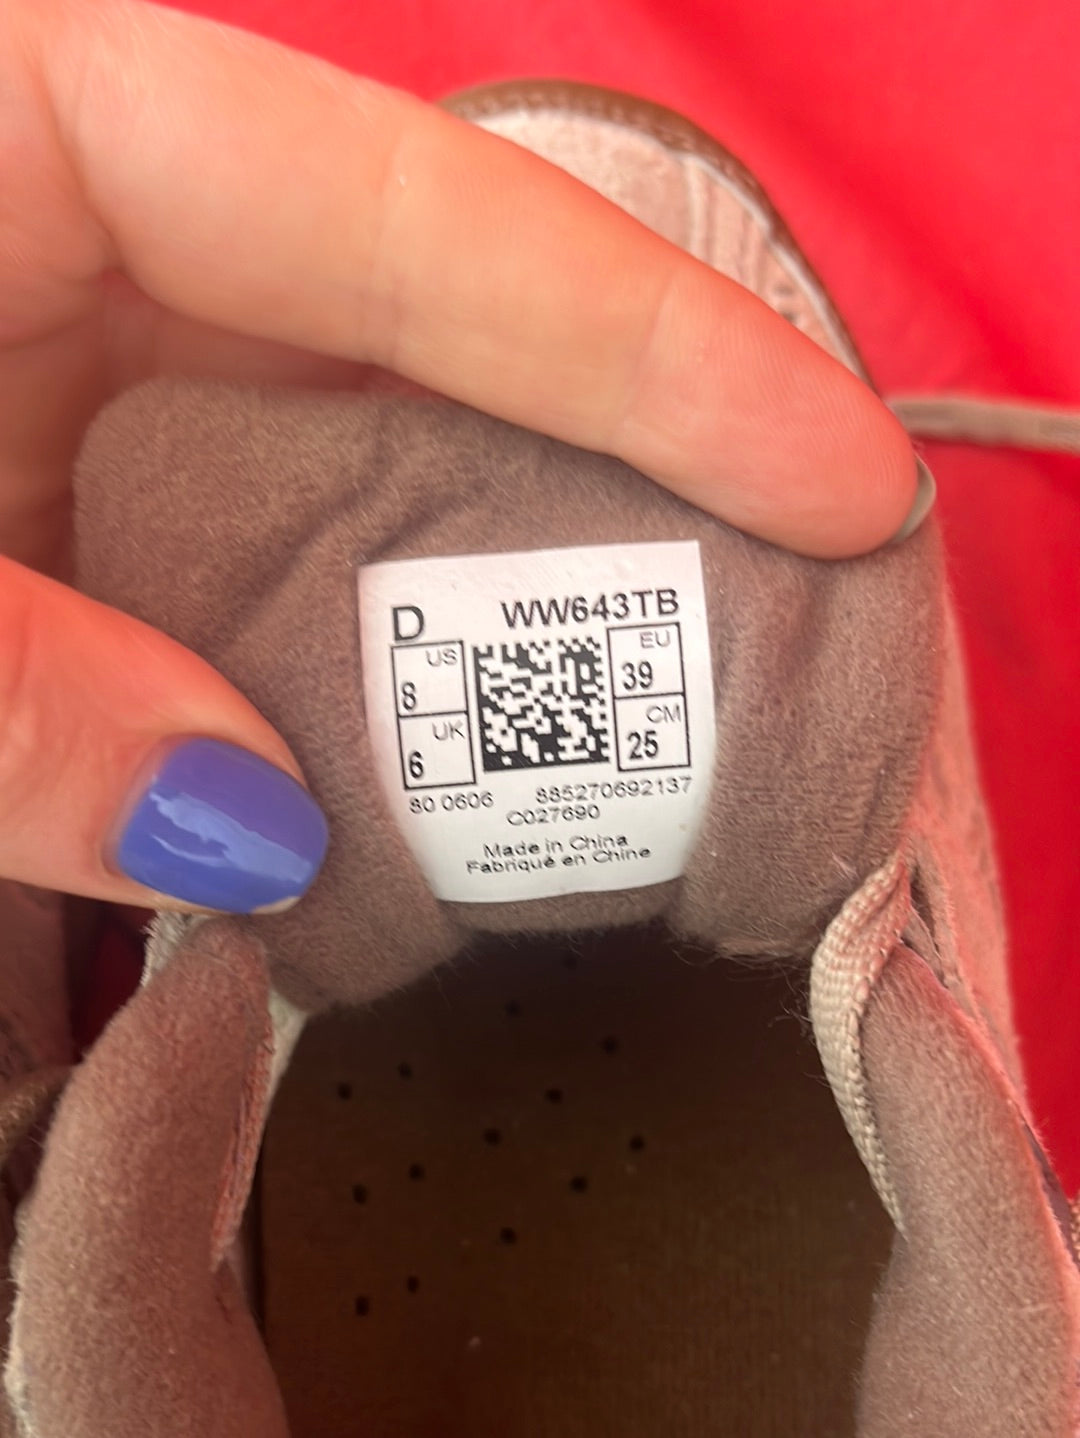 D WW643TB
US 8
EU 39
UK 6
CM 25
80 0606 885270692137
C027690
Made in China
Fabriqué en Chine